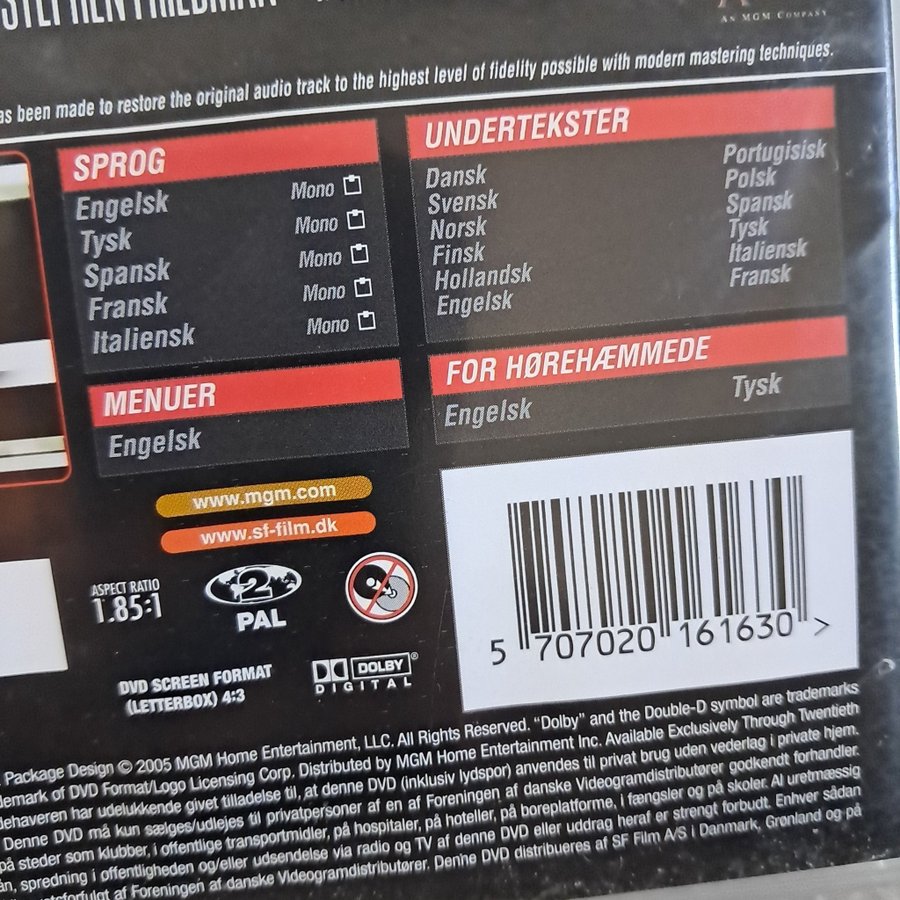 STEPHEN FRIEDMAN
AN MGM COMPANY
as been made to restore the original audio track to the highest level of fidelity possible with modern mastering techniques.
SPROG
Engelsk Mono
Tysk Mono
Spansk Mono
Fransk Mono
Italiensk Mono
MENUER
Engelsk
UNDERTEKSTER
Dansk Portugisisk
Svensk Polsk
Norsk Spansk
Finsk Tysk
Hollandsk Italiensk
Engelsk Fransk
FOR HØREHÆMMEDE
Engelsk Tysk
www.mgm.com
www.sf-film.dk
ASPECT RATIO
1.85:1
2
PAL
DVD SCREEN FORMAT
(LETTERBOX) 4:3
DOLBY®
DIGITAL
5 707020 161630 >
Package Design © 2005 MGM Home Entertainment, LLC. All Rights Reserved. "Dolby" and the Double-D symbol are trademarks
demark of DVD Format/Logo Licensing Corp. Distributed by MGM Home Entertainment Inc. Available Exclusively Through Twentieth
dehaveren har udelukkende givet tilladelse til, at denne DVD (inklusiv lydspor) anvendes til privat brug uden vederlag i private hjem.
Denne DVD må kun sælges/udlejes til privatpersoner af en af Foreningen af danske Videogramdistributører godkendt forhandler.
på steder som klubber, i offentlige transportmidler, på hospitaler, på hoteller, på boreplatforme, i fængsler og på skoler. Al uretmæssig
ån, spredning i offentligheden og/eller udsendelse via radio og TV af denne DVD eller uddrag heraf er strengt forbudt. Enhver sådan
tsforfulgt af Foreningen af danske Videogramdistributører. Denne DVD distribueres af SF Film A/S i Danmark, Grønland og på